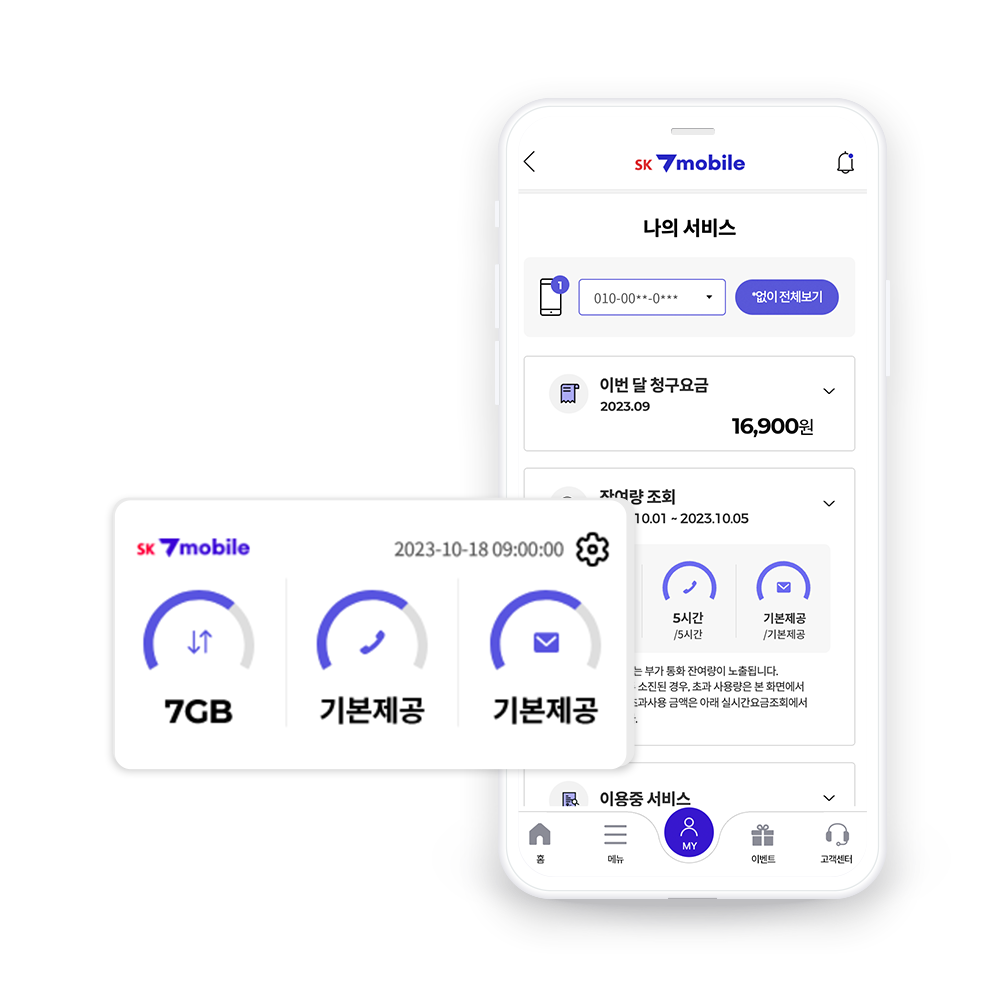 SK 7mobile
나의 서비스
1
010-00**-0***
*없이 전체보기
이번 달 청구요금
2023.09
16,900원
잔여량 조회
10.01 ~ 2023.10.05
5시간
/5시간
기본제공
/기본제공
는 부가 통화 잔여량이 노출됩니다.
소진된 경우, 초과 사용량은 본 화면에서
초과사용 금액은 아래 실시간요금조회에서
이용중 서비스
홈
메뉴
MY
이벤트
고객센터
SK 7mobile
2023-10-18 09:00:00
7GB
기본제공
기본제공